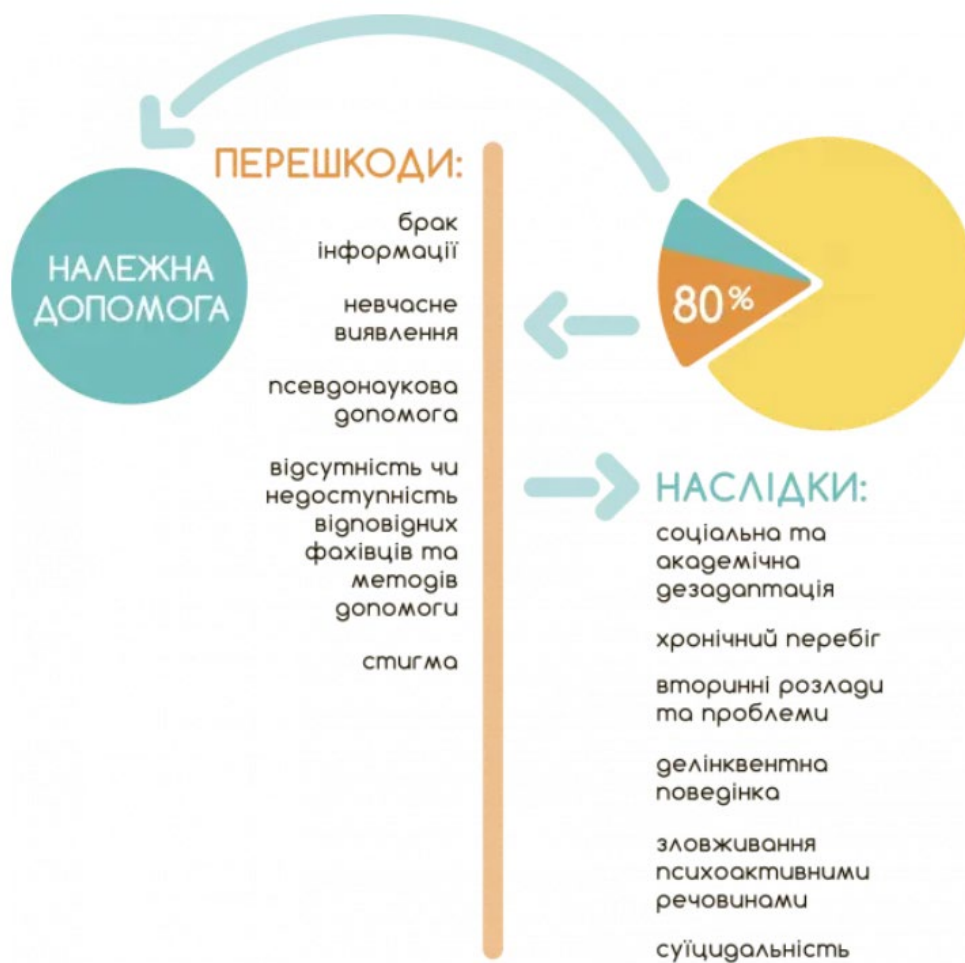 НАЛЕЖНА
ДОПОМОГА
ПЕРЕШКОДИ:
брак
інформації
невчасне
виявлення
псевдонаукова
допомога
відсутність чи
недоступність
відповідних
фахівців та
методів
допомоги
стигма
80%
НАСЛІДКИ:
соціальна та
академічна
дезадаптація
хронічний перебіг
вторинні розлади
та проблеми
делінквентна
поведінка
зловживання
психоактивними
речовинами
суїцидальність